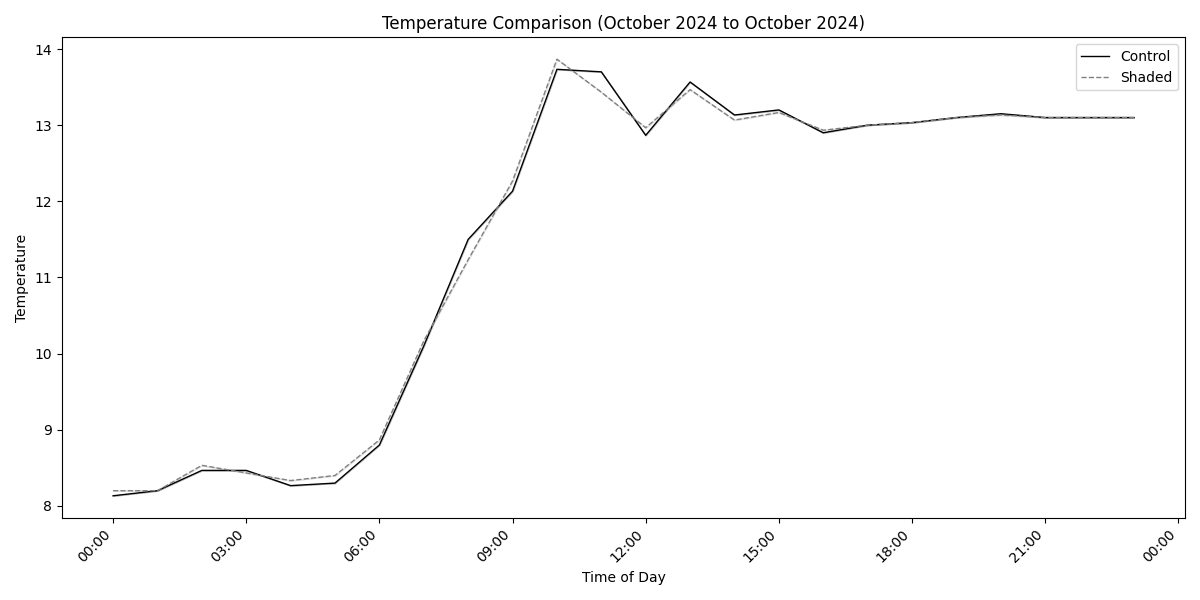 Temperature Comparison (October 2024 to October 2024)
Control
Shaded
Temperature
14
13
12
11
10
9
8
00:00 03:00 06:00 09:00 12:00 15:00 18:00 21:00 00:00
Time of Day